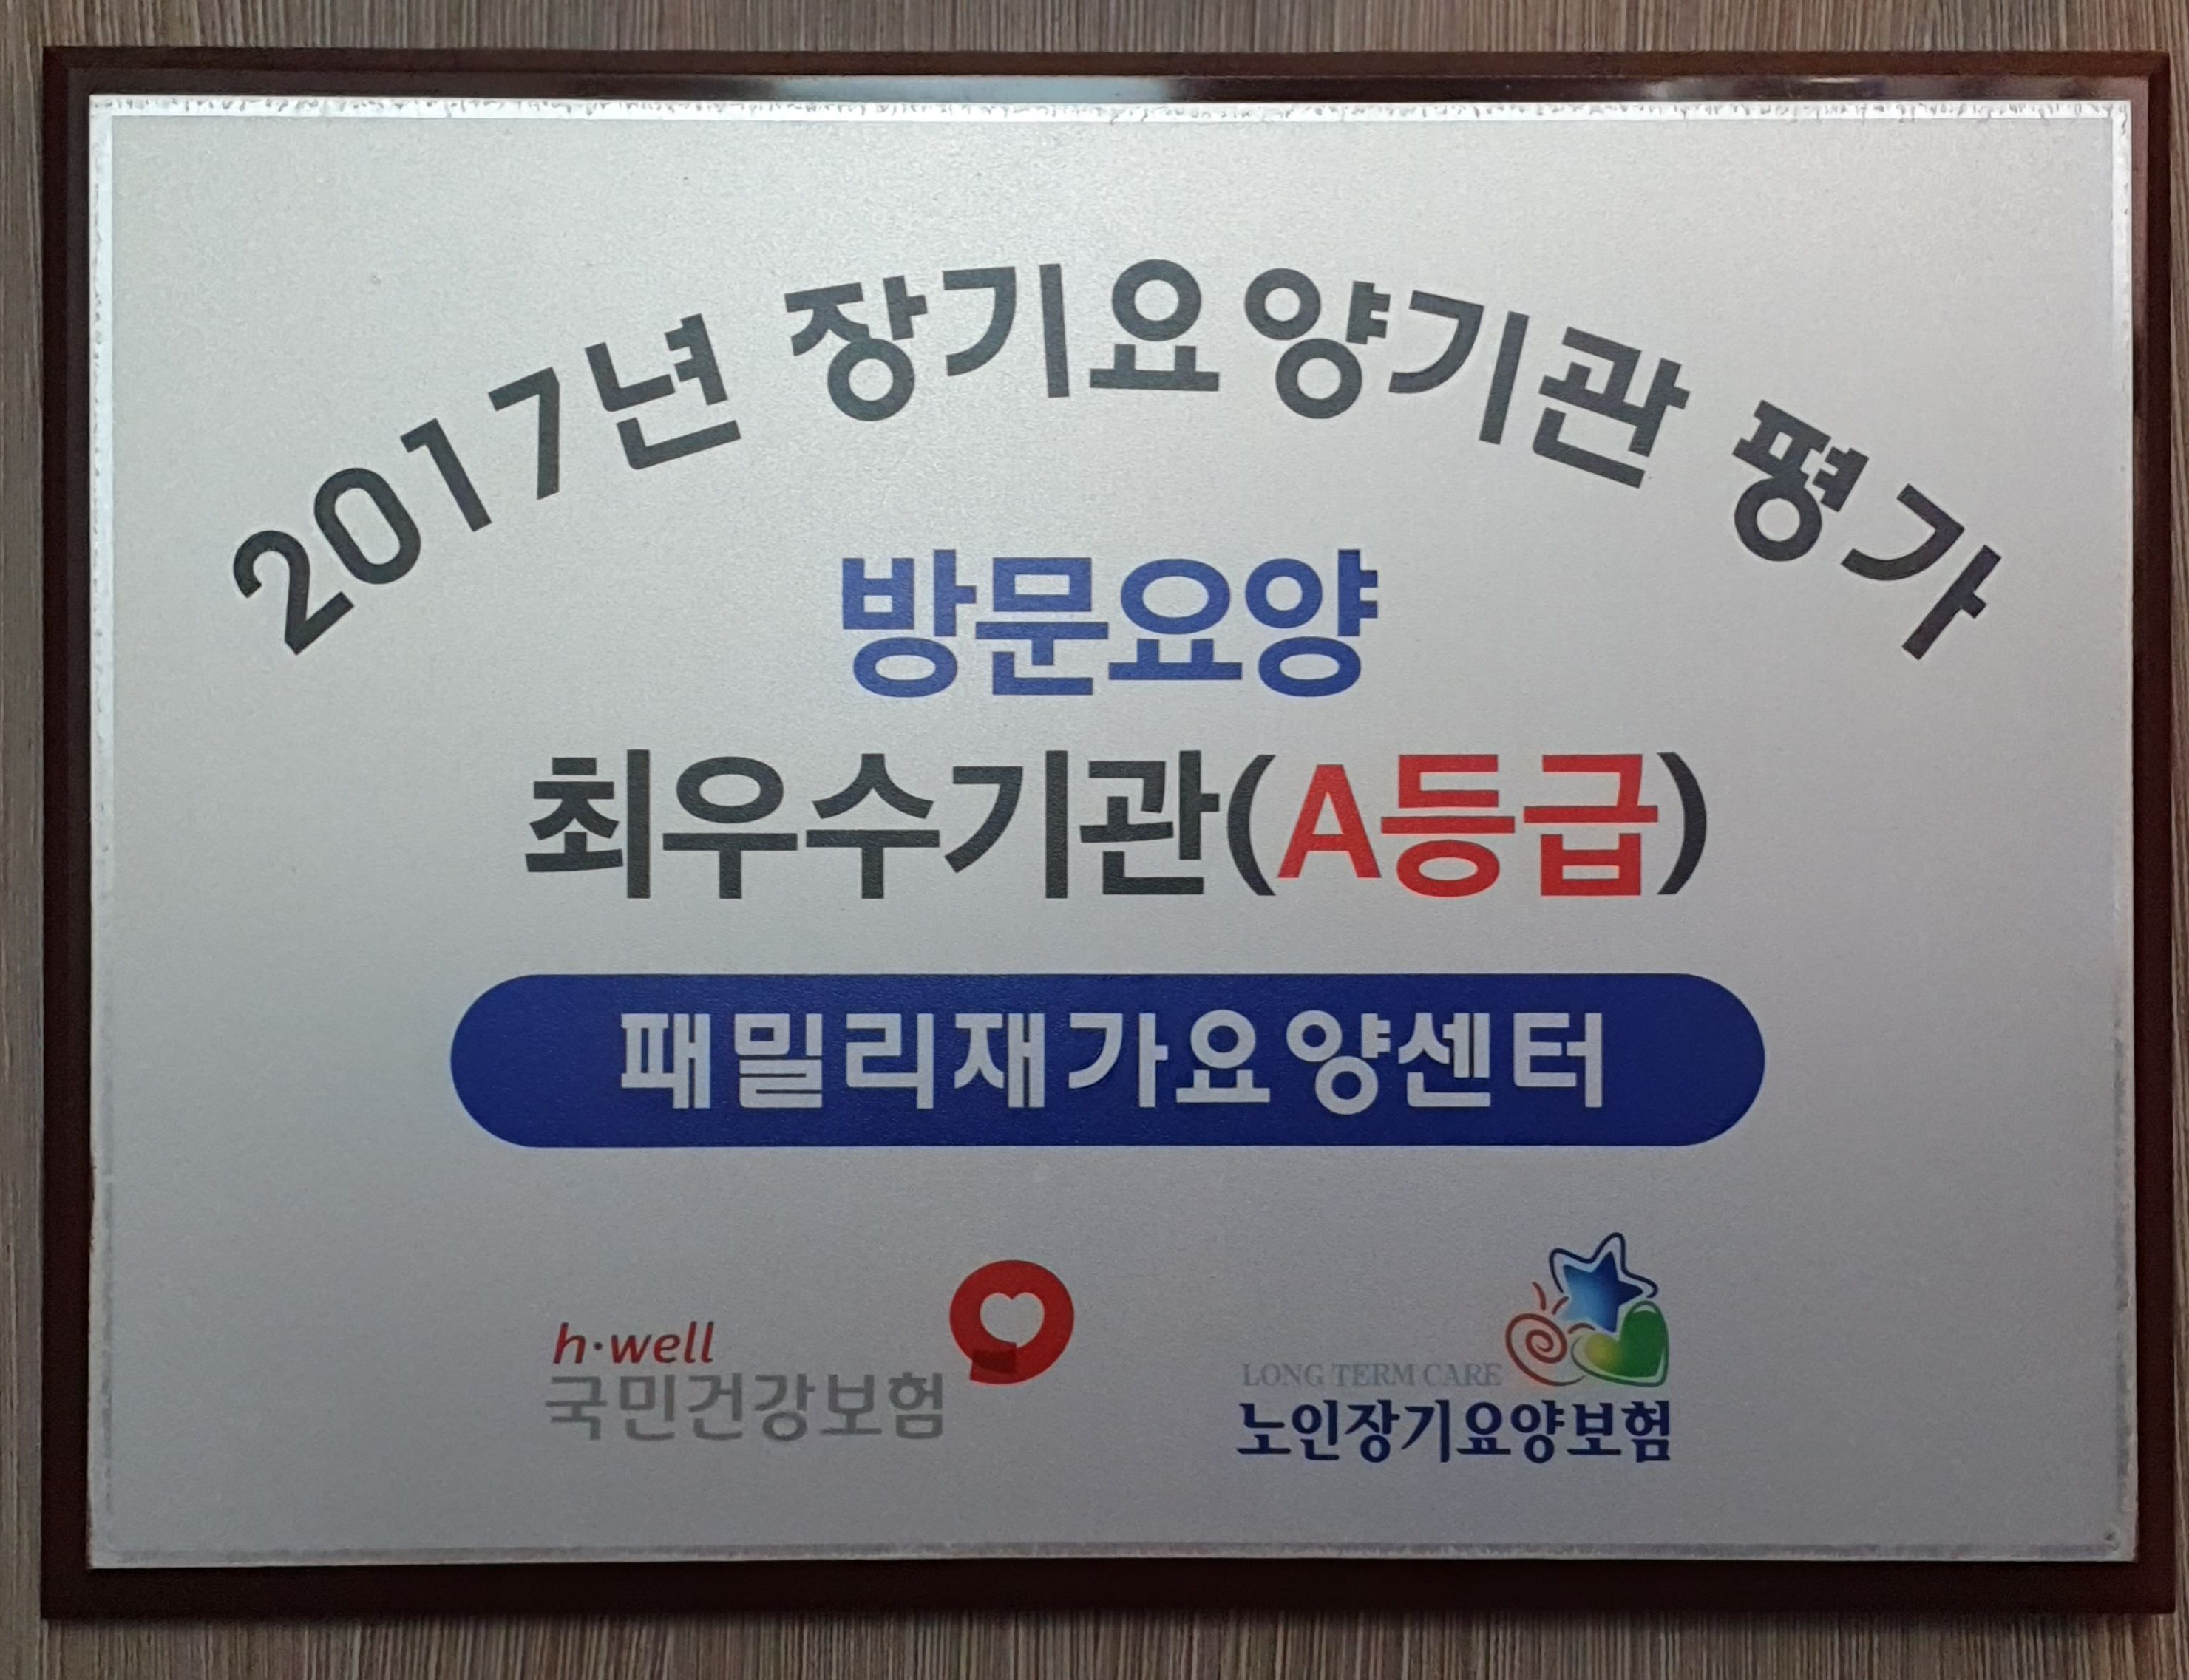 2017년 장기요양기관 평가
방문요양
최우수기관(A등급)
패밀리재가요양센터
h·well
국민건강보험
LONG TERM CARE
노인장기요양보험